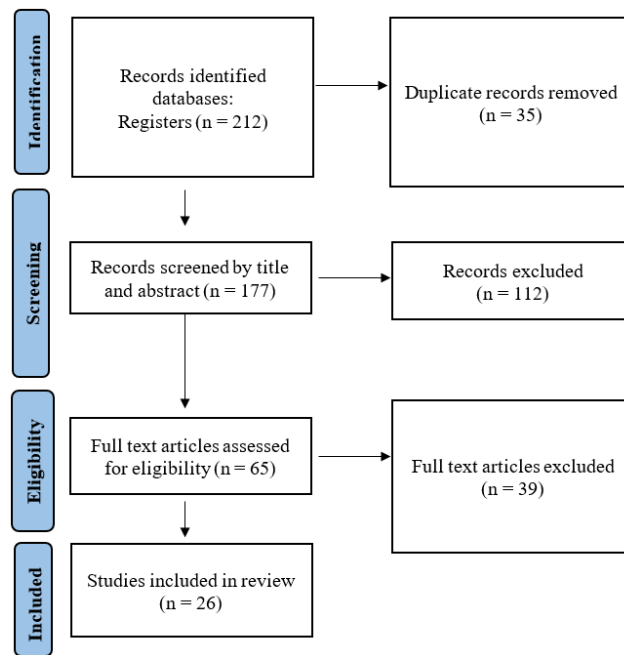 Identification
Records identified
databases:
Registers (n = 212)
Duplicate records removed
(n = 35)
Screening
Records screened by title
and abstract (n = 177)
Records excluded
(n = 112)
Eligibility
Full text articles assessed
for eligibility (n = 65)
Full text articles excluded
(n = 39)
Included
Studies included in review
(n = 26)